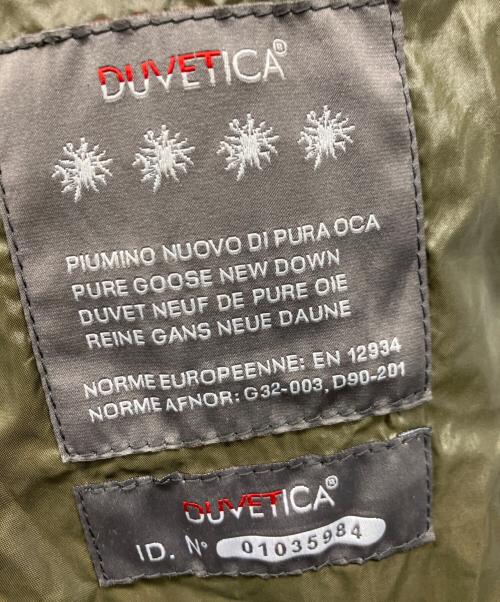 DUVETICA®
PIUMINO NUOVO DI PURA OCA
PURE GOOSE NEW DOWN
DUVET NEUF DE PURE OIE
REINE GANS NEUE DAUNE
NORME EUROPEENNE: EN 12934
NORME AFNOR: G32-003, D90-201
DUVETICA®
ID. N° 01035984